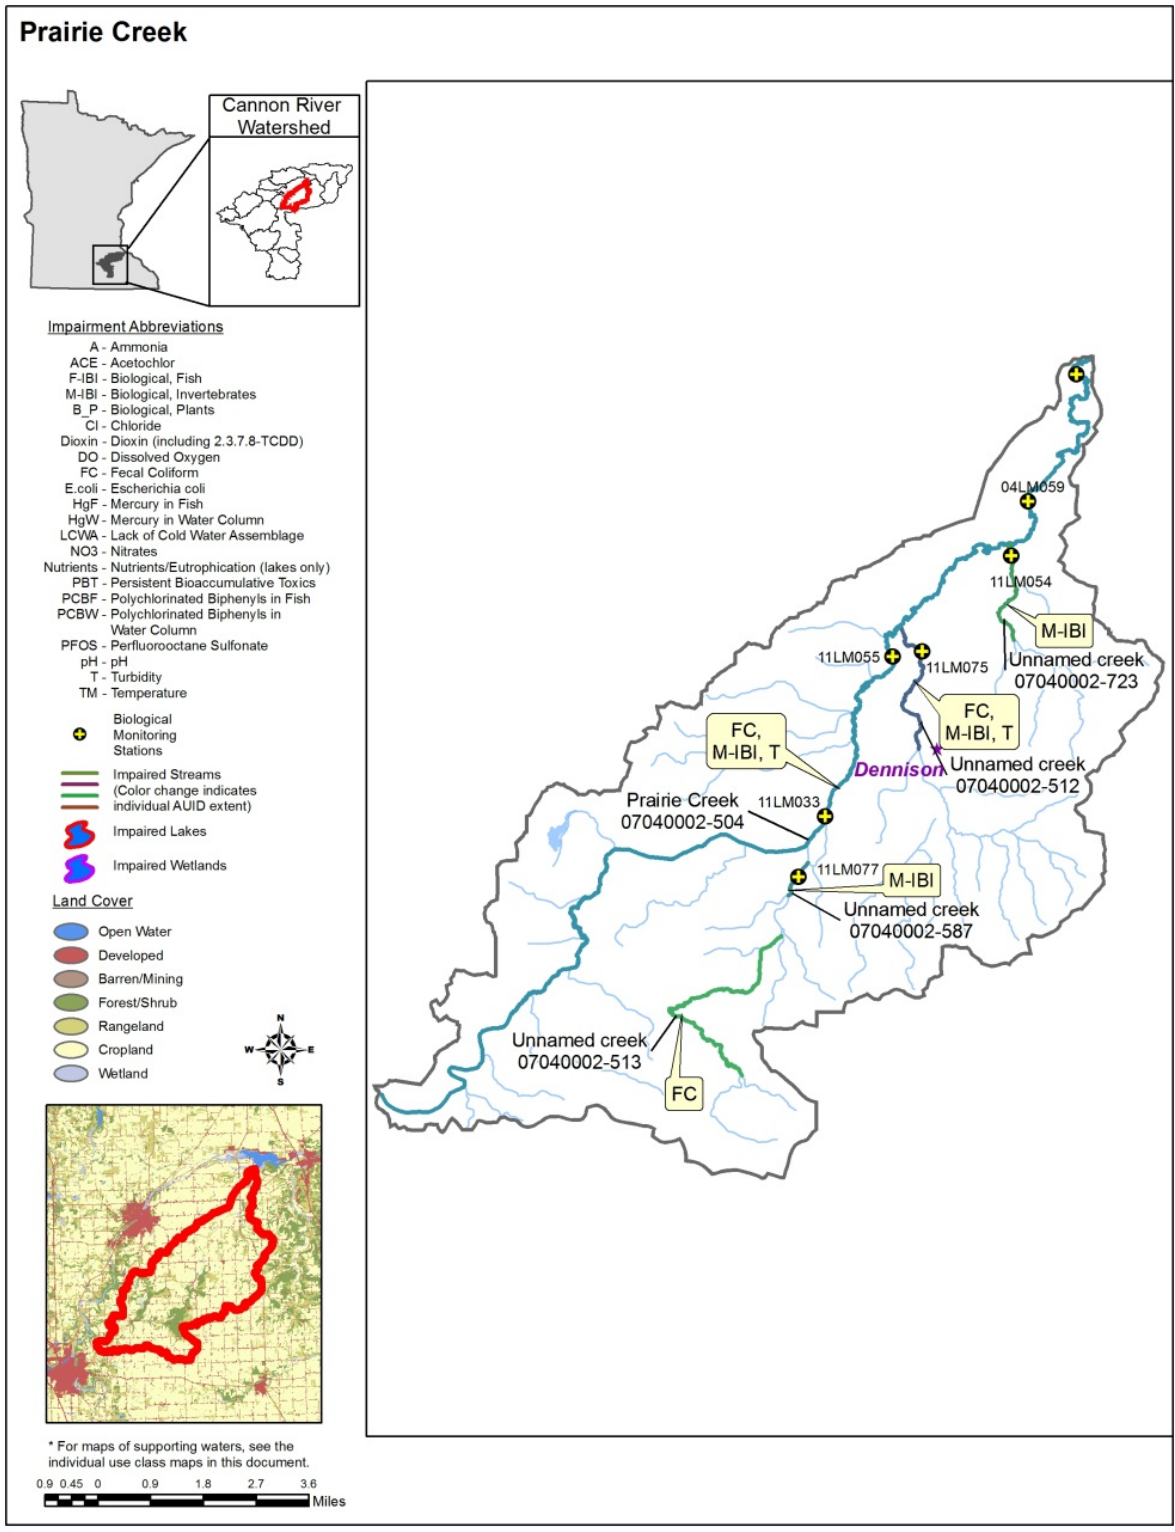 Prairie Creek
Cannon River
Watershed
Impairment Abbreviations
A - Ammonia
ACE - Acetochlor
F-IBI - Biological, Fish
M-IBI - Biological, Invertebrates
B_P - Biological, Plants
Cl - Chloride
Dioxin - Dioxin (including 2.3.7.8-TCDD)
DO - Dissolved Oxygen
FC - Fecal Coliform
E.coli - Escherichia coli
HgF - Mercury in Fish
HgW - Mercury in Water Column
LCWA - Lack of Cold Water Assemblage
NO3 - Nitrates
Nutrients - Nutrients/Eutrophication (lakes only)
PBT - Persistent Bioaccumulative Toxics
PCBF - Polychlorinated Biphenyls in Fish
PCBW - Polychlorinated Biphenyls in
Water Column
PFOS - Perfluorooctane Sulfonate
pH - pH
T - Turbidity
TM - Temperature
Biological
Monitoring
Stations
Impaired Streams
(Color change indicates
individual AUID extent)
Impaired Lakes
Impaired Wetlands
Land Cover
Open Water
Developed
Barren/Mining
Forest/Shrub
Rangeland
Cropland
Wetland
N
W E
S
* For maps of supporting waters, see the
individual use class maps in this document.
0.9 0.45 0 0.9 1.8 2.7 3.6
Miles
04LM059
11LM054
M-IBI
Unnamed creek
07040002-723
11LM055
11LM075
FC,
M-IBI, T
FC,
M-IBI, T
Dennison
Unnamed creek
07040002-512
Prairie Creek
07040002-504
11LM033
11LM077
M-IBI
Unnamed creek
07040002-587
Unnamed creek
07040002-513
FC